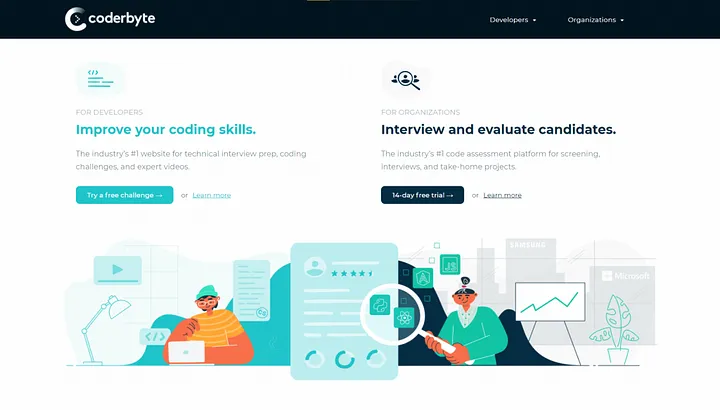 coderbyte
Developers
Organizations
FOR DEVELOPERS
Improve your coding skills.
The industry's #1 website for technical interview prep, coding
challenges, and expert videos.
Try a free challenge →
or
Learn more
FOR ORGANIZATIONS
Interview and evaluate candidates.
The industry's #1 code assessment platform for screening,
interviews, and take-home projects.
14-day free trial →
or
Learn more
</>
</>
JS
SAMSUNG
Microsoft